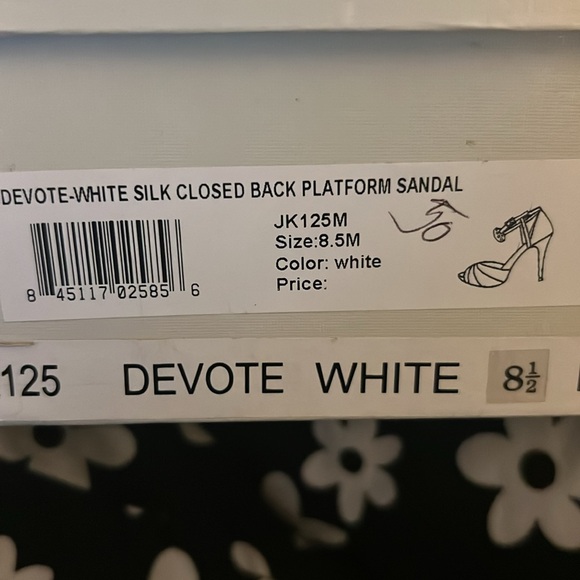 DEVOTE-WHITE SILK CLOSED BACK PLATFORM SANDAL
JK125M
Size:8.5M
Color: white
Price:
8 45117 02585 6
125 DEVOTE WHITE 8½